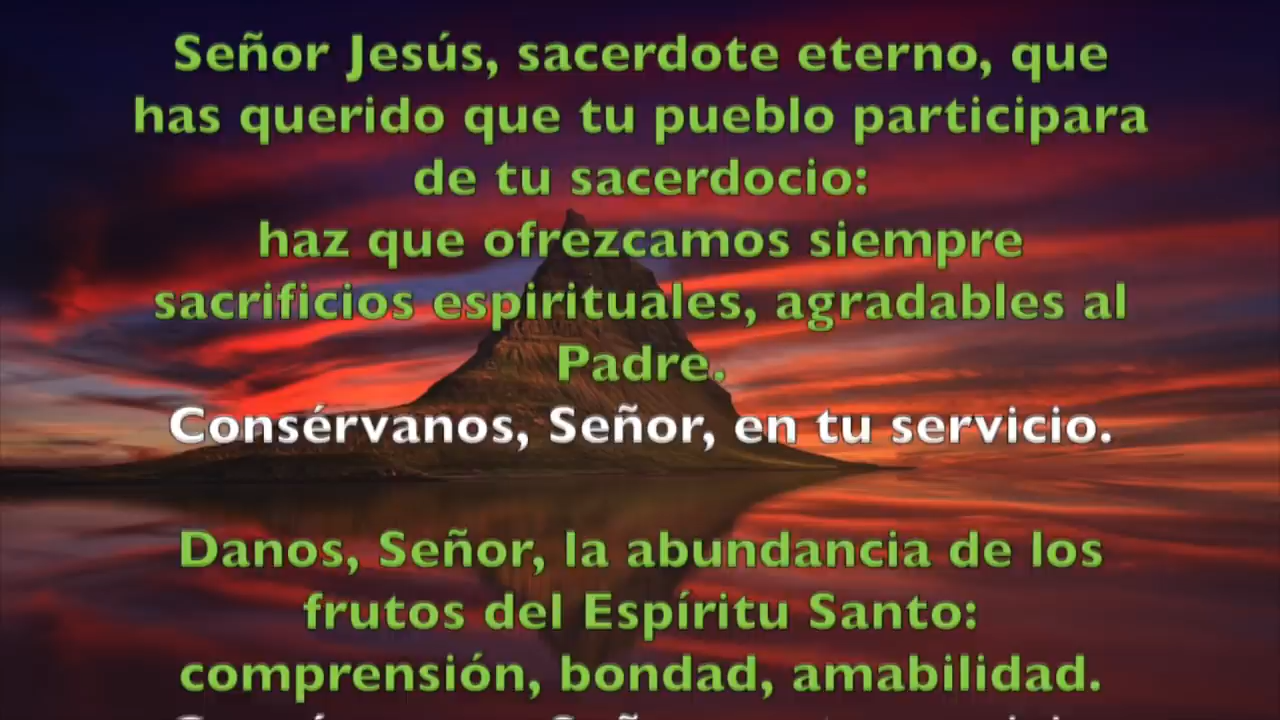 Señor Jesús, sacerdote eterno, que
has querido que tu pueblo participara
de tu sacerdocio:
haz que ofrezcamos siempre
sacrificios espirituales, agradables al
Padre.
Consérvanos, Señor, en tu servicio.
Danos, Señor, la abundancia de los
frutos del Espíritu Santo:
comprensión, bondad, amabilidad.